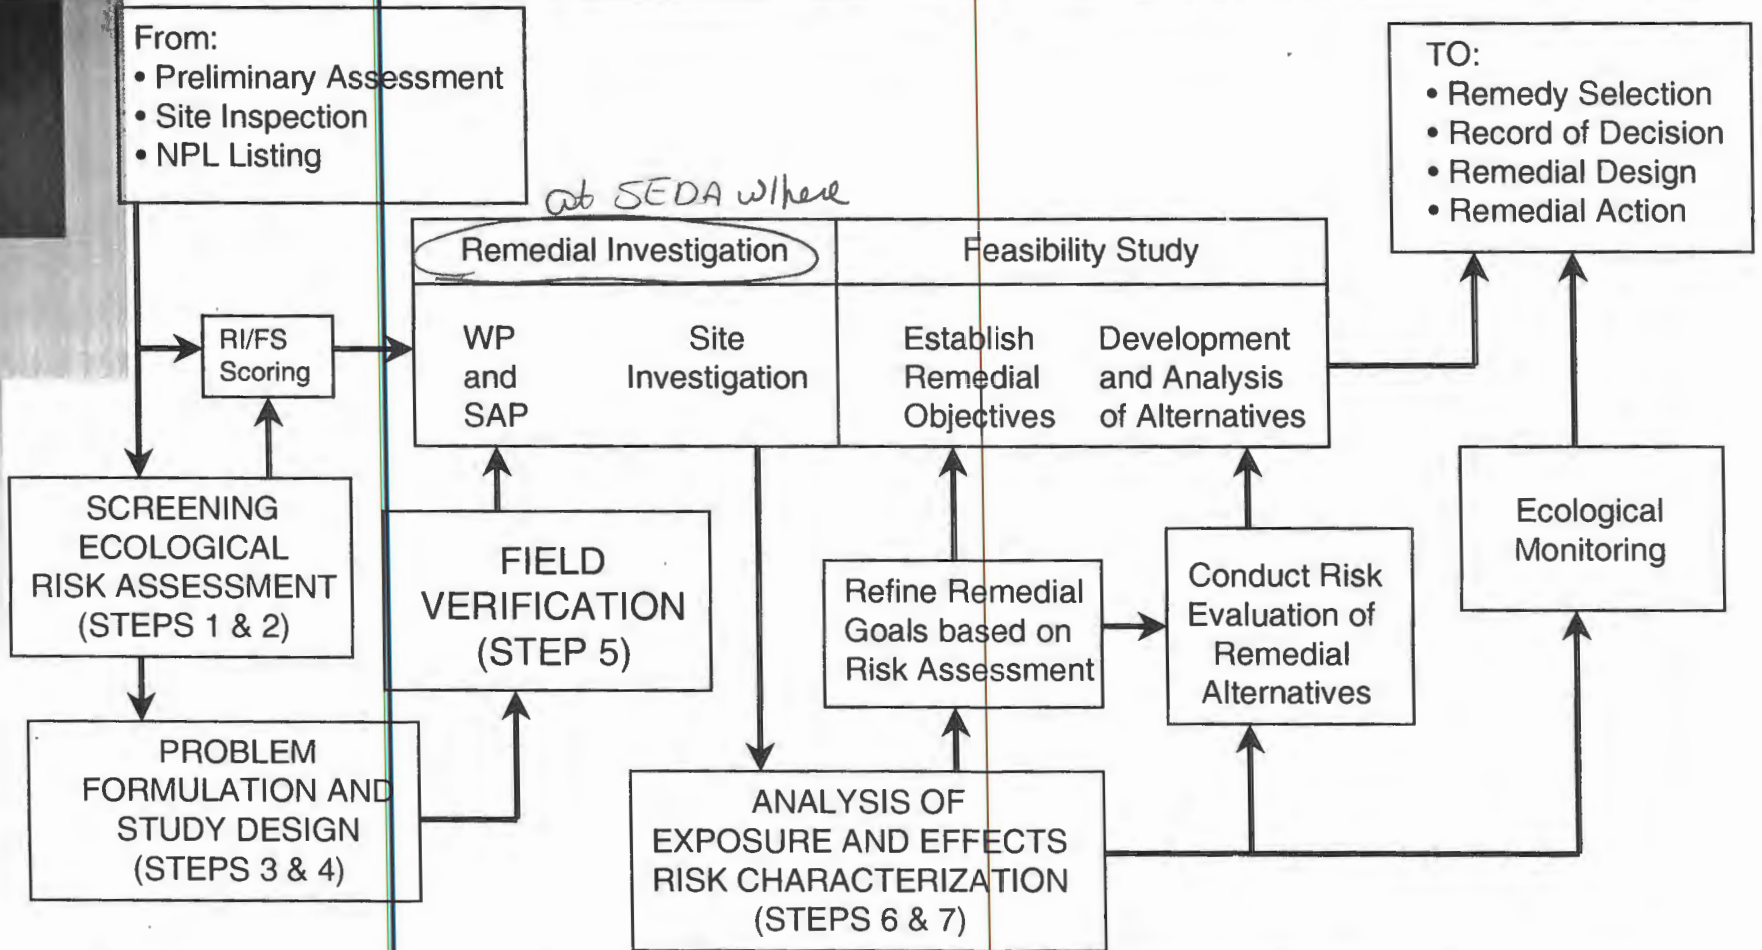 From:
• Preliminary Assessment
• Site Inspection
• NPL Listing
TO:
• Remedy Selection
• Record of Decision
• Remedial Design
• Remedial Action
at SEDA where
Remedial Investigation
Feasibility Study
RI/FS
Scoring
WP
and
SAP
Site
Investigation
Establish
Remedial
Objectives
Development
and Analysis
of Alternatives
SCREENING
ECOLOGICAL
RISK ASSESSMENT
(STEPS 1 & 2)
FIELD
VERIFICATION
(STEP 5)
Refine Remedial
Goals based on
Risk Assessment
Conduct Risk
Evaluation of
Remedial
Alternatives
Ecological
Monitoring
PROBLEM
FORMULATION AND
STUDY DESIGN
(STEPS 3 & 4)
ANALYSIS OF
EXPOSURE AND EFFECTS
RISK CHARACTERIZATION
(STEPS 6 & 7)